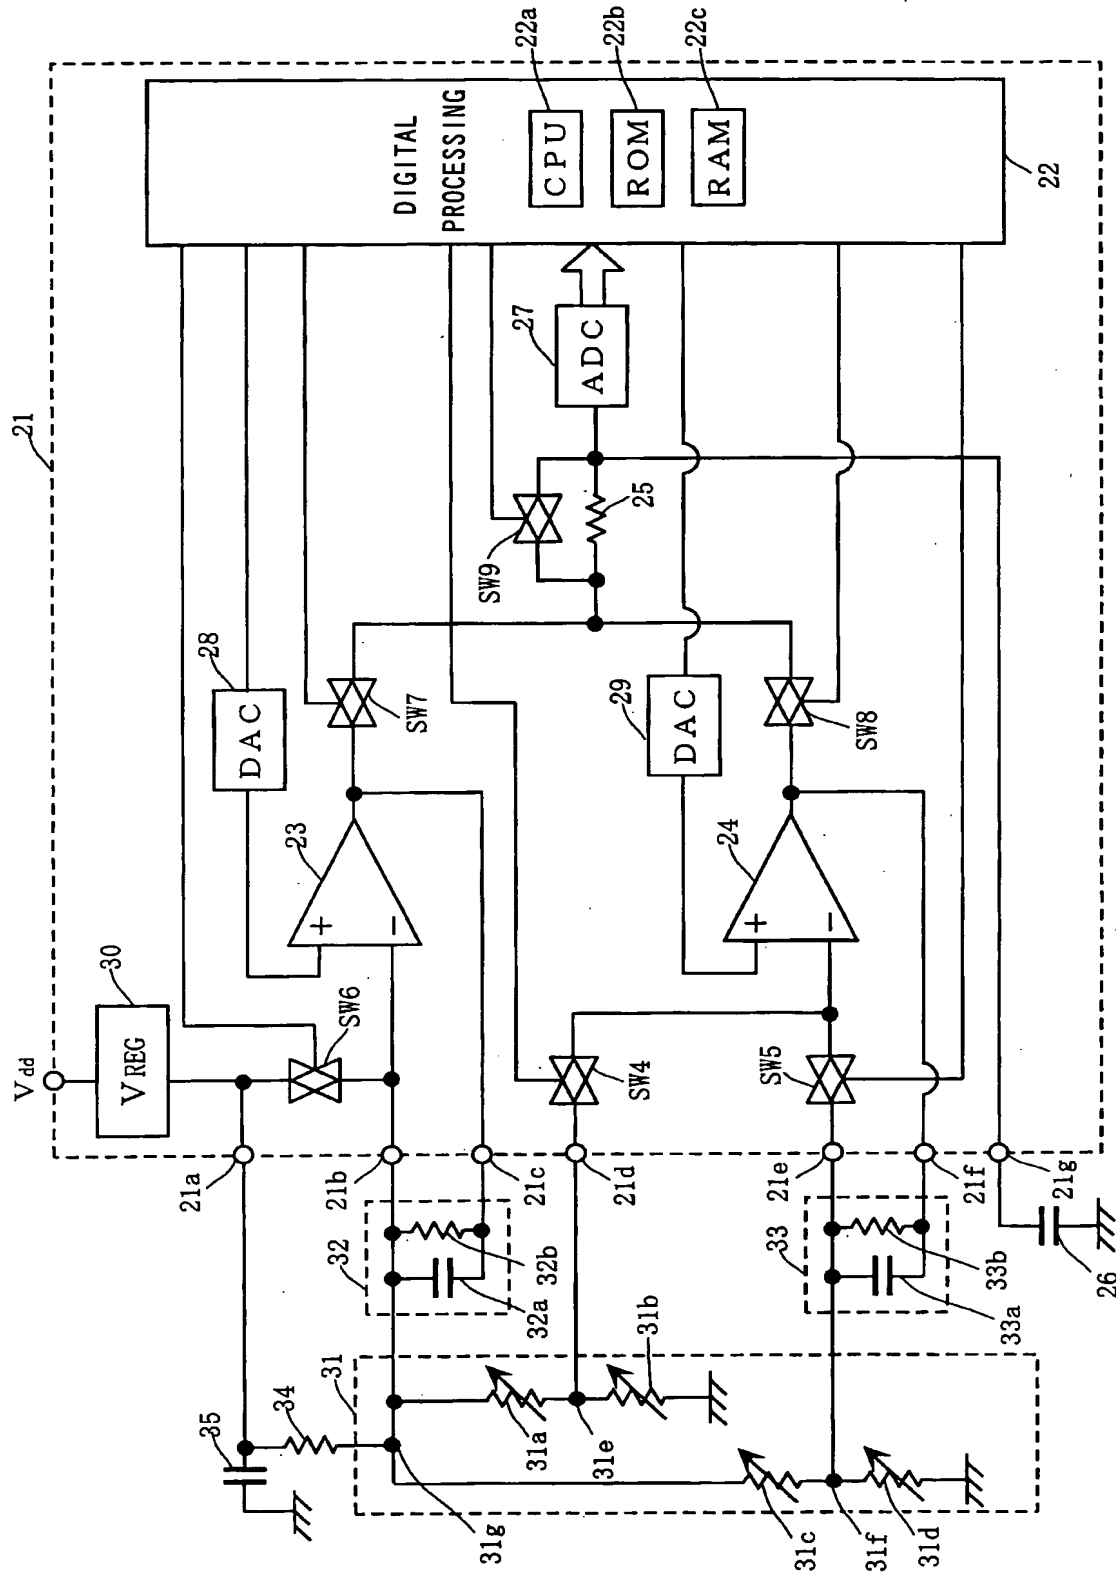 21
Vdd
30
VREG
SW6
28
DAC
23
+
-
SW7
DIGITAL
PROCESSING
22a
CPU
22b
ROM
22c
RAM
22
SW9
25
27
ADC
SW4
29
DAC
24
+
-
SW5
SW8
21a
21b
21c
21d
21e
21f
21g
35
34
32
32b
32a
31
31a
31e
31b
31g
33
33b
33a
31c
31f
31d
26